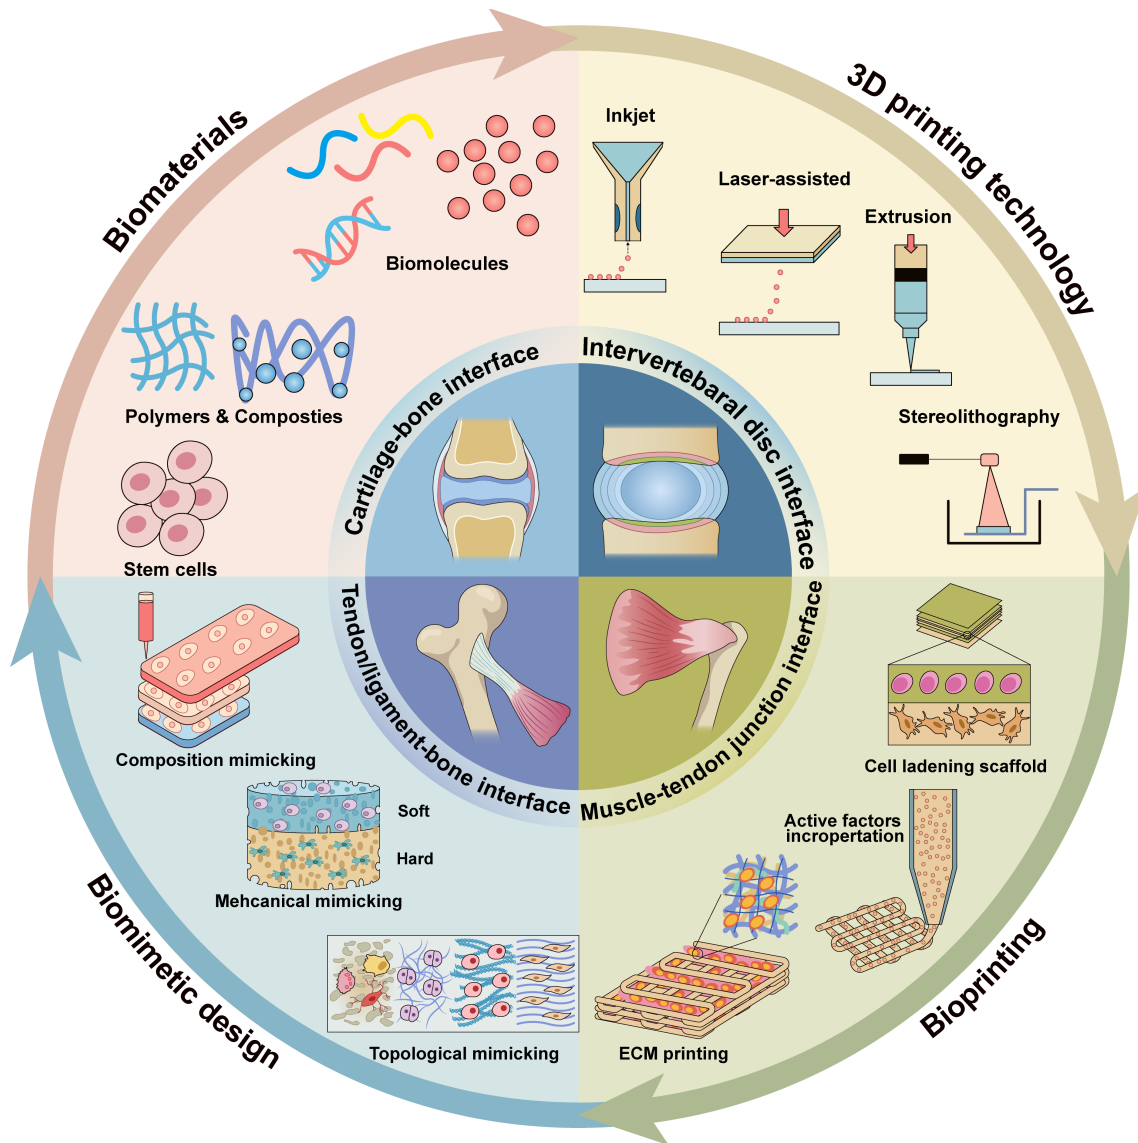 Biomaterials
Biomolecules
Polymers & Composties
Stem cells
3D printing technology
Inkjet
Laser-assisted
Extrusion
Stereolithography
Cartilage-bone interface
Intervertebaral disc interface
Tendon/ligament-bone interface
Muscle-tendon junction interface
Composition mimicking
Soft
Hard
Mehcanical mimicking
Topological mimicking
Biomimetic design
Cell ladening scaffold
Active factors
incropertation
ECM printing
Bioprinting